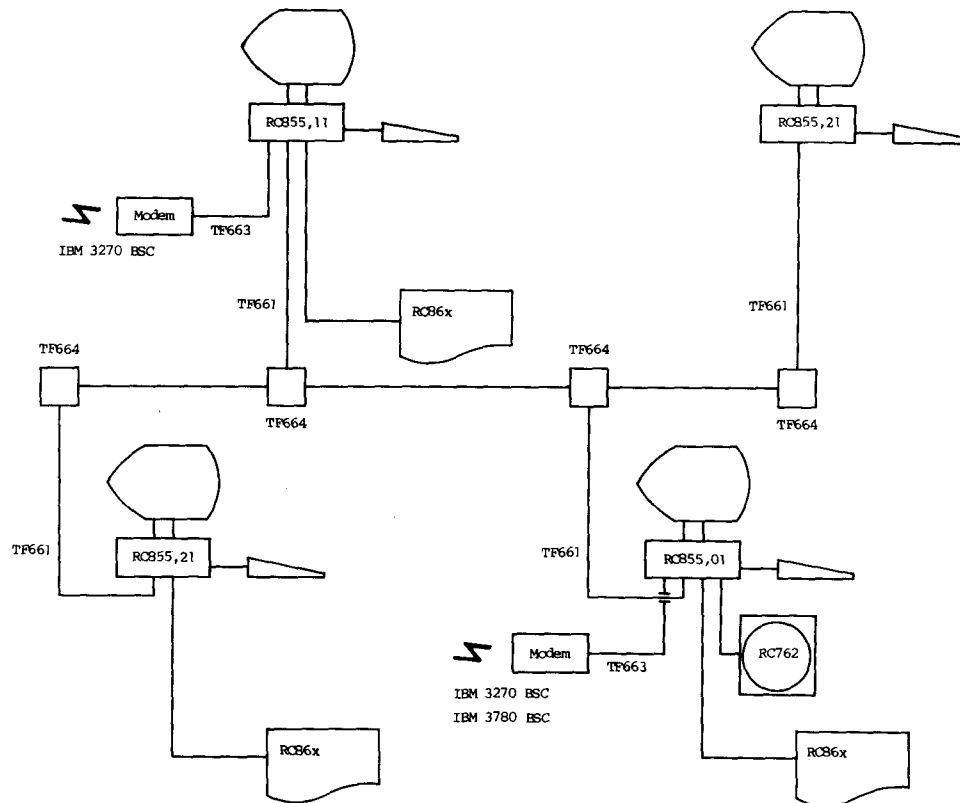 RC855,11
RC855,21
Modem
TF663
IBM 3270 BSC
TF661
RC86x
TF661
TF664
TF664
TF664
TF664
TF661
RC855,21
TF661
RC855,01
Modem
TF663
RC762
IBM 3270 BSC
IBM 3780 BSC
RC86x
RC86x